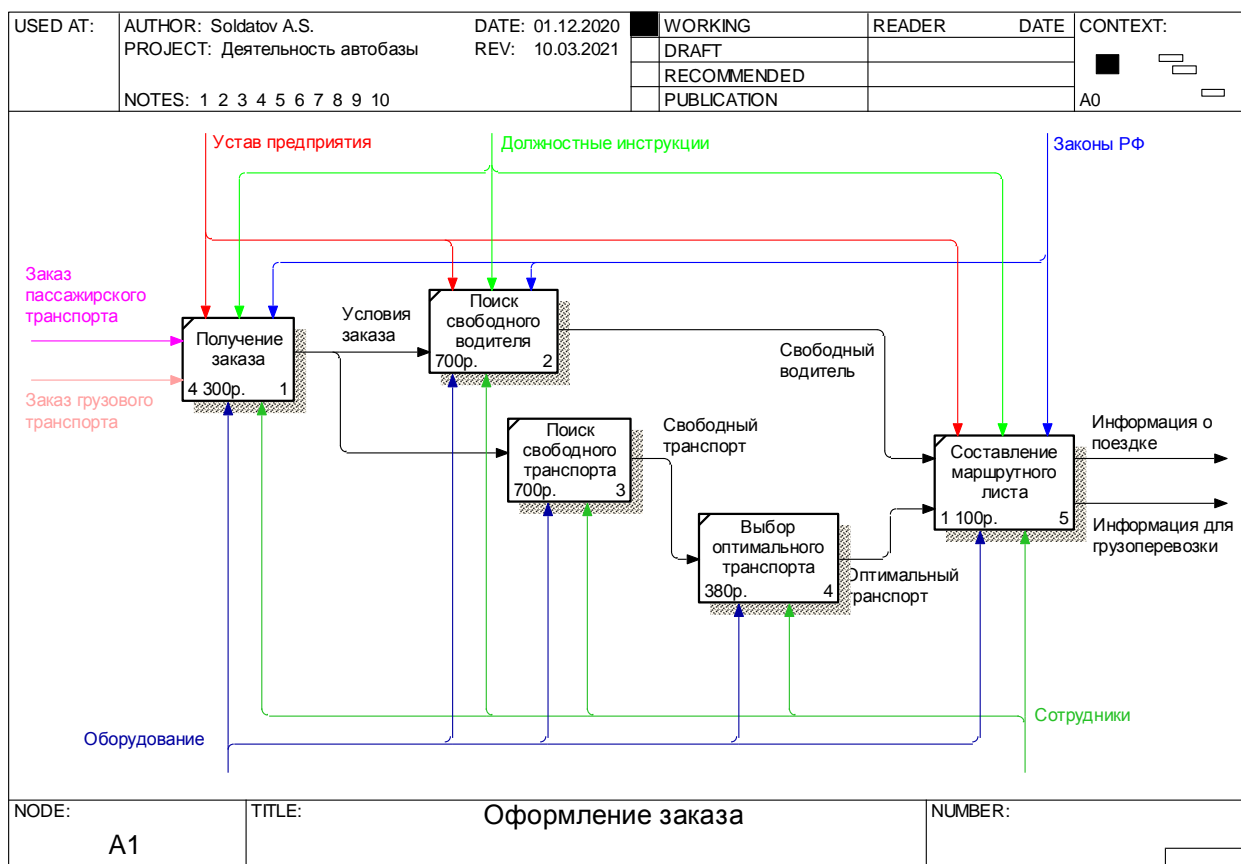 USED AT:
AUTHOR: Soldatov A.S.
DATE: 01.12.2020
PROJECT: Деятельность автобазы
REV: 10.03.2021
NOTES: 1 2 3 4 5 6 7 8 9 10
WORKING
DRAFT
RECOMMENDED
PUBLICATION
READER
DATE
CONTEXT:
A0
Устав предприятия
Должностные инструкции
Законы РФ
Заказ
пассажирского
транспорта
Заказ грузового
транспорта
Получение
заказа
4 300р. 1
Условия
заказа
Поиск
свободного
водителя
700р. 2
Свободный
водитель
Поиск
свободного
транспорта
700р. 3
Свободный
транспорт
Выбор
оптимального
транспорта
380р. 4
Оптимальный
транспорт
Составление
маршрутного
листа
1 100р. 5
Информация о
поездке
Информация для
грузоперевозки
Оборудование
Сотрудники
NODE:
A1
TITLE:
Оформление заказа
NUMBER: